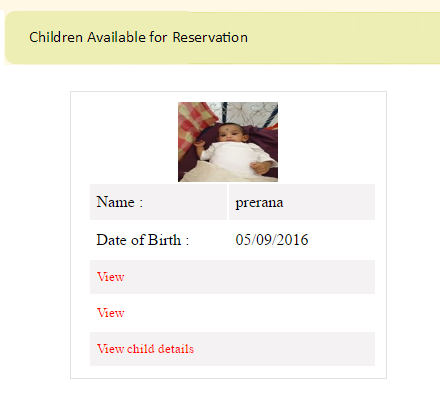 Children Available for Reservation
Name : prerana
Date of Birth : 05/09/2016
View
View
View child details